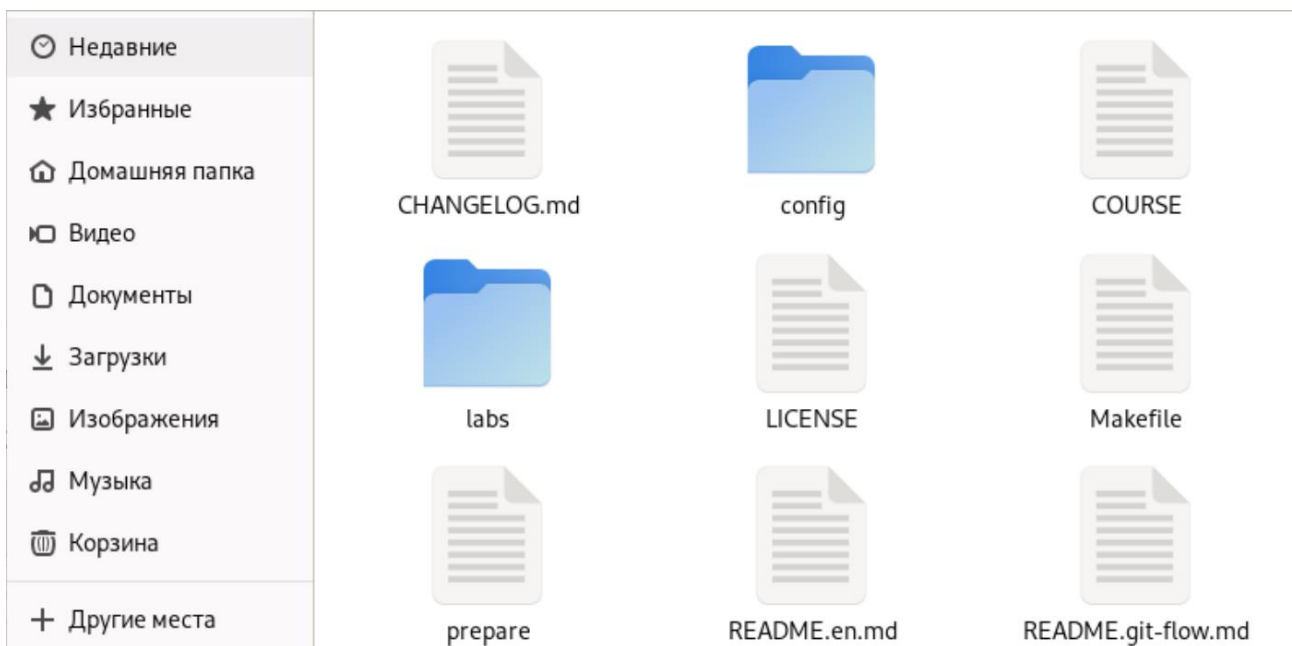 Недавние
Избранные
Домашняя папка
Видео
Документы
Загрузки
Изображения
Музыка
Корзина
Другие места
CHANGELOG.md
config
COURSE
labs
LICENSE
Makefile
prepare
README.en.md
README.git-flow.md